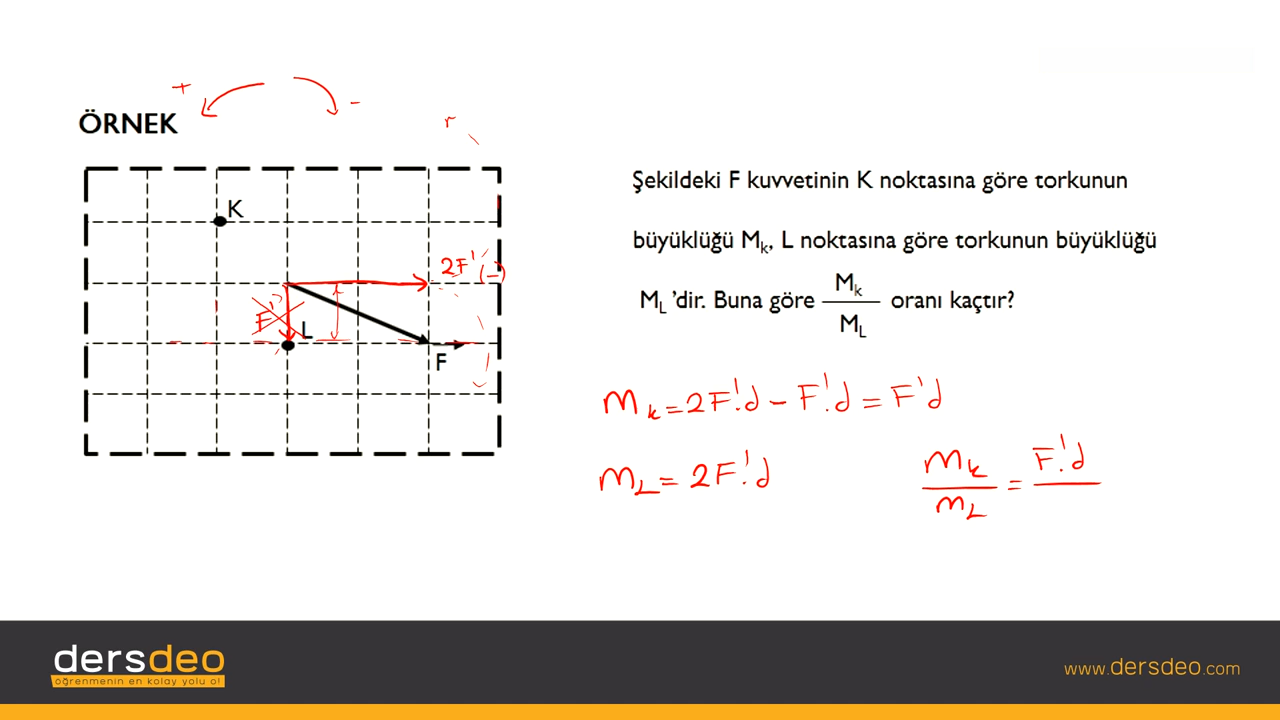 +
-
ÖRNEK
r
K
2F' (-)
F'
L
F
Şekildeki F kuvvetinin K noktasına göre torkunun
büyüklüğü Mk, L noktasına göre torkunun büyüklüğü
ML 'dir. Buna göre Mk / ML oranı kaçtır?
Mk = 2F'.d - F'.d = F'd
ML = 2F'.d
Mk / ML = F'.d
dersdeo
öğrenmenin en kolay yolu o!
www.dersdeo.com